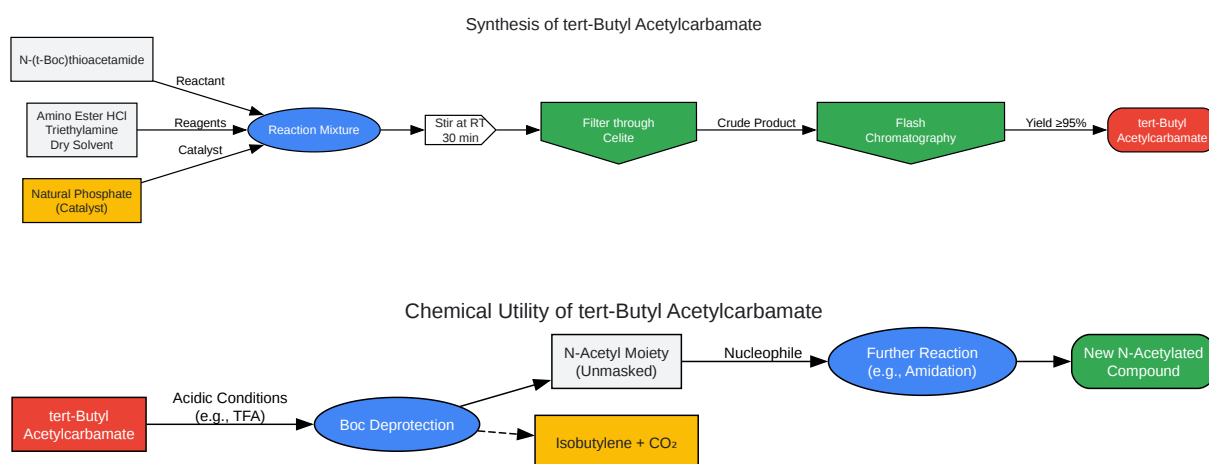 Synthesis of tert-Butyl Acetylcarbamate
N-(t-Boc)thioacetamide
Reactant
Amino Ester HCl
Triethylamine
Dry Solvent
Reagents
Catalyst
Natural Phosphate
(Catalyst)
Reaction Mixture
Stir at RT
30 min
Filter through
Celite
Crude Product
Flash
Chromatography
Yield ≥95%
tert-Butyl
Acetylcarbamate
Chemical Utility of tert-Butyl Acetylcarbamate
tert-Butyl
Acetylcarbamate
Acidic Conditions
(e.g., TFA)
Boc Deprotection
N-Acetyl Moiety
(Unmasked)
Isobutylene + CO₂
Nucleophile
Further Reaction
(e.g., Amidation)
New N-Acetylated
Compound